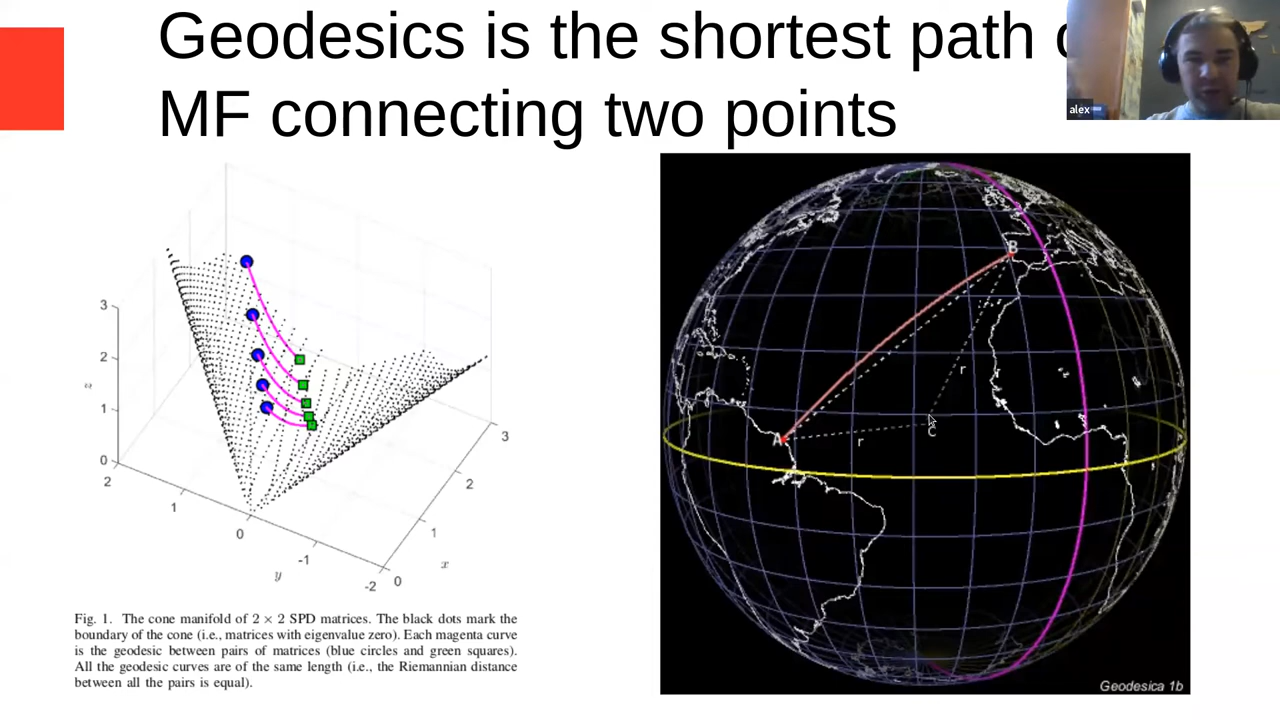 Geodesics is the shortest path
MF connecting two points
alex
3
2
1
0
z
2
1
0
-1
-2
y
0
1
2
3
x
B
r
A
r
C
Geodesica 1b
Fig. 1. The cone manifold of 2 × 2 SPD matrices. The black dots mark the
boundary of the cone (i.e., matrices with eigenvalue zero). Each magenta curve
is the geodesic between pairs of matrices (blue circles and green squares).
All the geodesic curves are of the same length (i.e., the Riemannian distance
between all the pairs is equal).